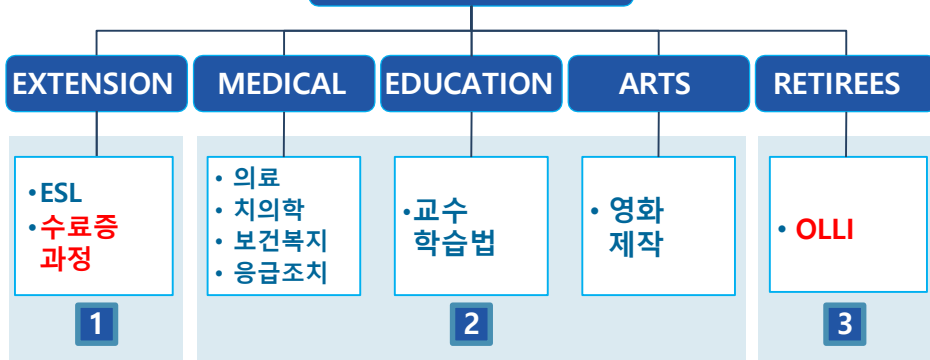 EXTENSION
MEDICAL
EDUCATION
ARTS
RETIREES
•ESL
•수료증
과정
• 의료
• 치의학
• 보건복지
• 응급조치
•교수
학습법
• 영화
제작
• OLLI
1
2
3